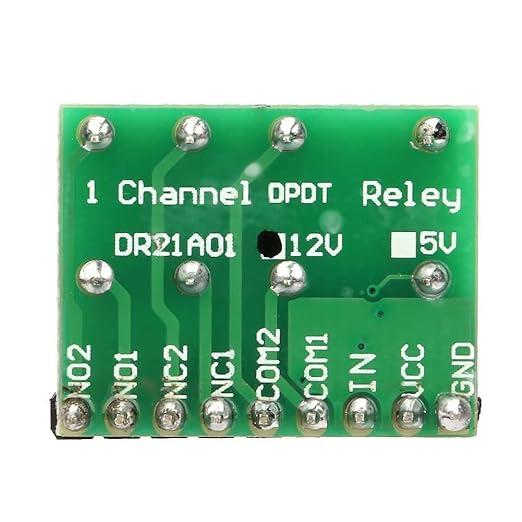 1 Channel DPDT Reley
DR21A01 12V 5V
NO2 NO1 NC2 NC1 COM2 COM1 IN VCC GND